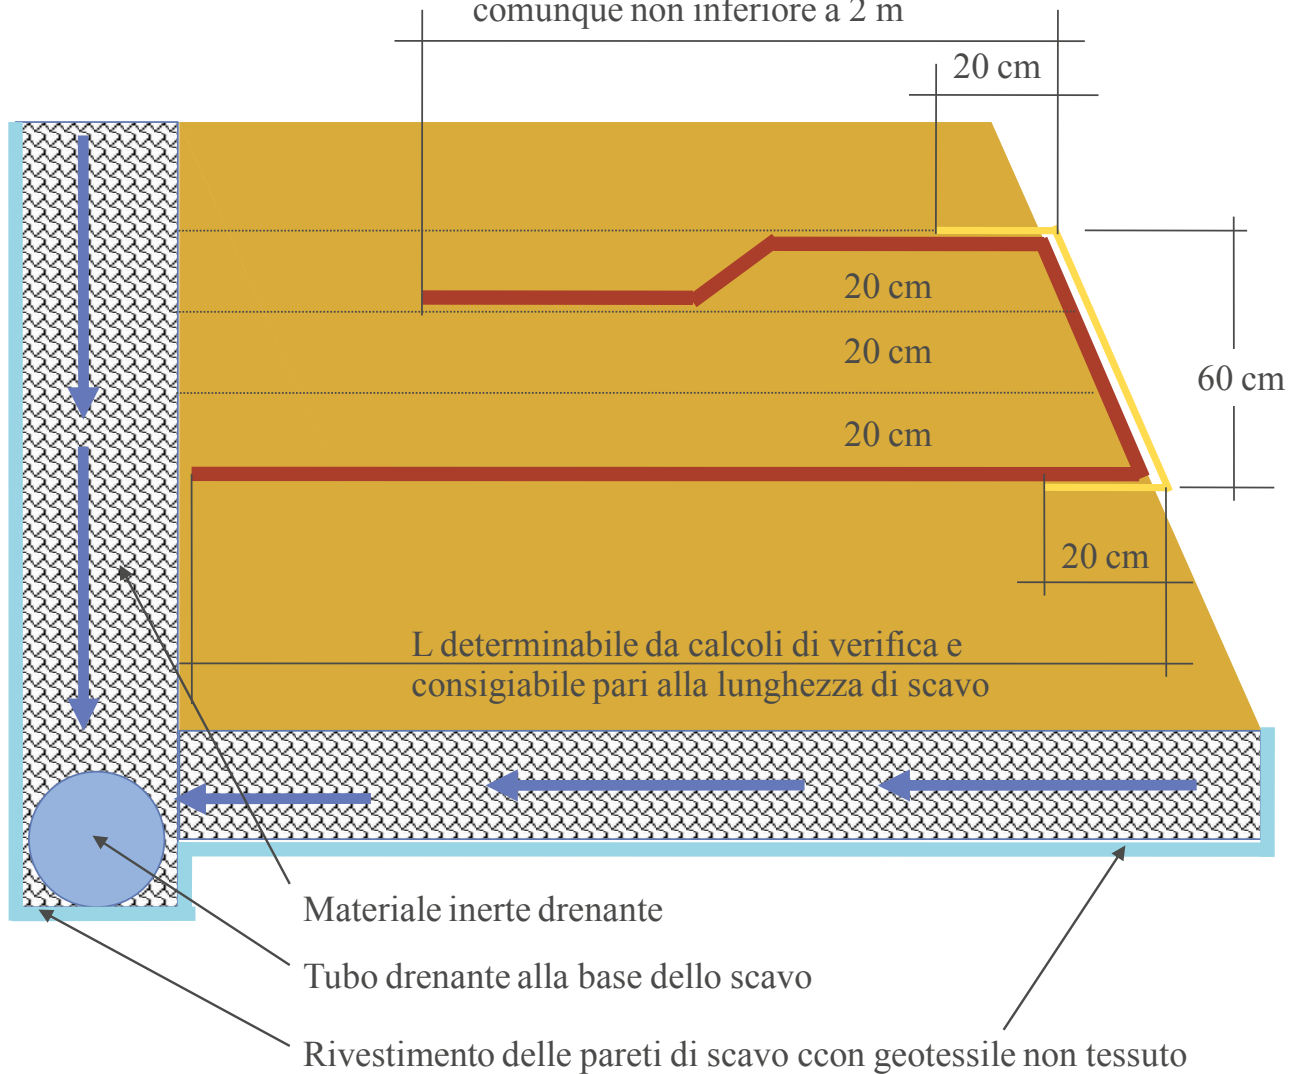 comunque non inferiore a 2 m
20 cm
20 cm
20 cm
60 cm
20 cm
20 cm
L determinabile da calcoli di verifica e
consigiabile pari alla lunghezza di scavo
Materiale inerte drenante
Tubo drenante alla base dello scavo
Rivestimento delle pareti di scavo ccon geotessile non tessuto